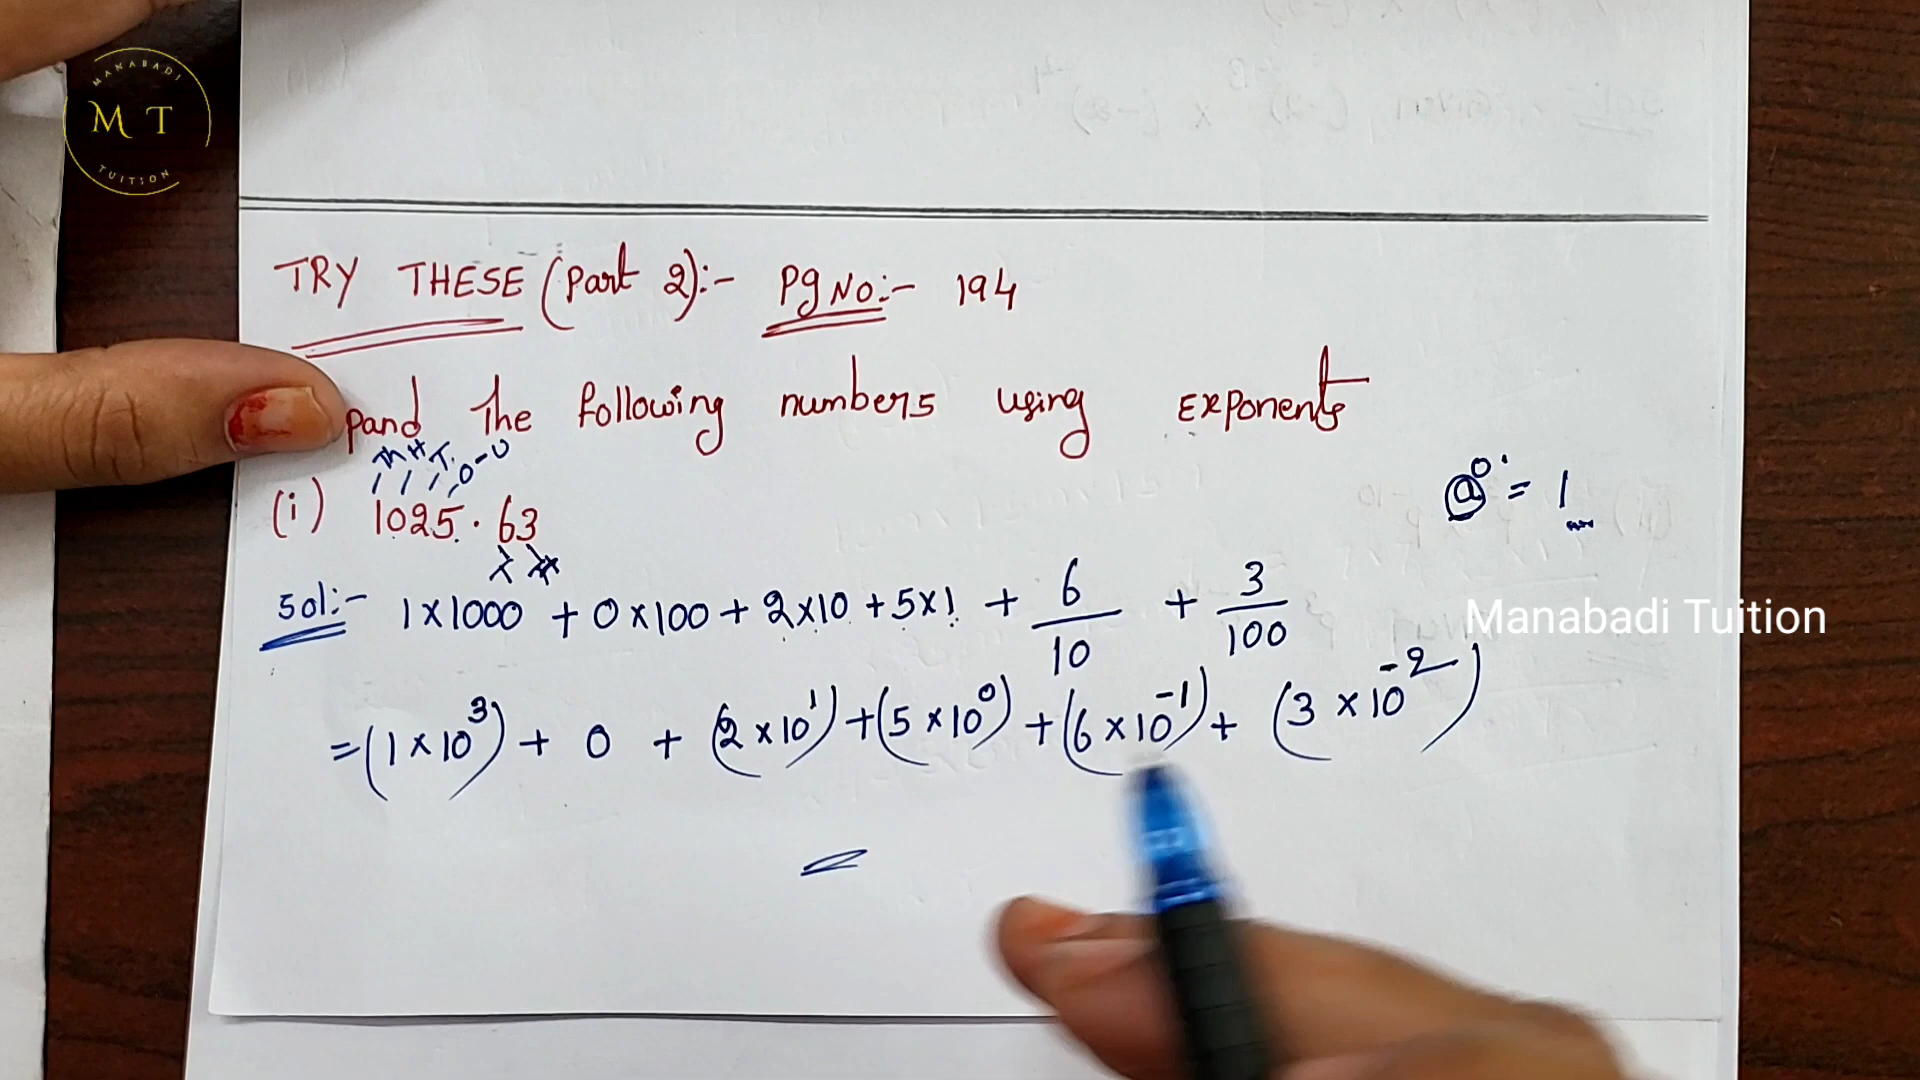 MANABADI
M T
TUITION
TRY THESE (Part 2):- Pg No:- 194
pand the following numbers using exponents
Th H T. O-U
(i) 1025.63
a⁰ = 1
Sol:- 1×1000 + 0×100 + 2×10 + 5×1 + 6/10 + 3/100
Manabadi Tuition
=(1×10³) + 0 + (2×10¹) + (5×10⁰) + (6×10⁻¹) + (3×10⁻²)